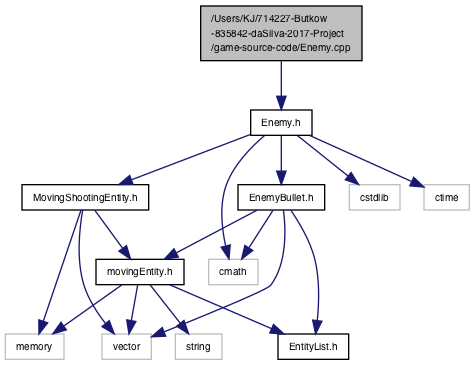 /Users/KJ/714227-Butkow
-835842-daSilva-2017-Project
/game-source-code/Enemy.cpp
Enemy.h
MovingShootingEntity.h
EnemyBullet.h
cstdlib
ctime
movingEntity.h
cmath
memory
vector
string
EntityList.h